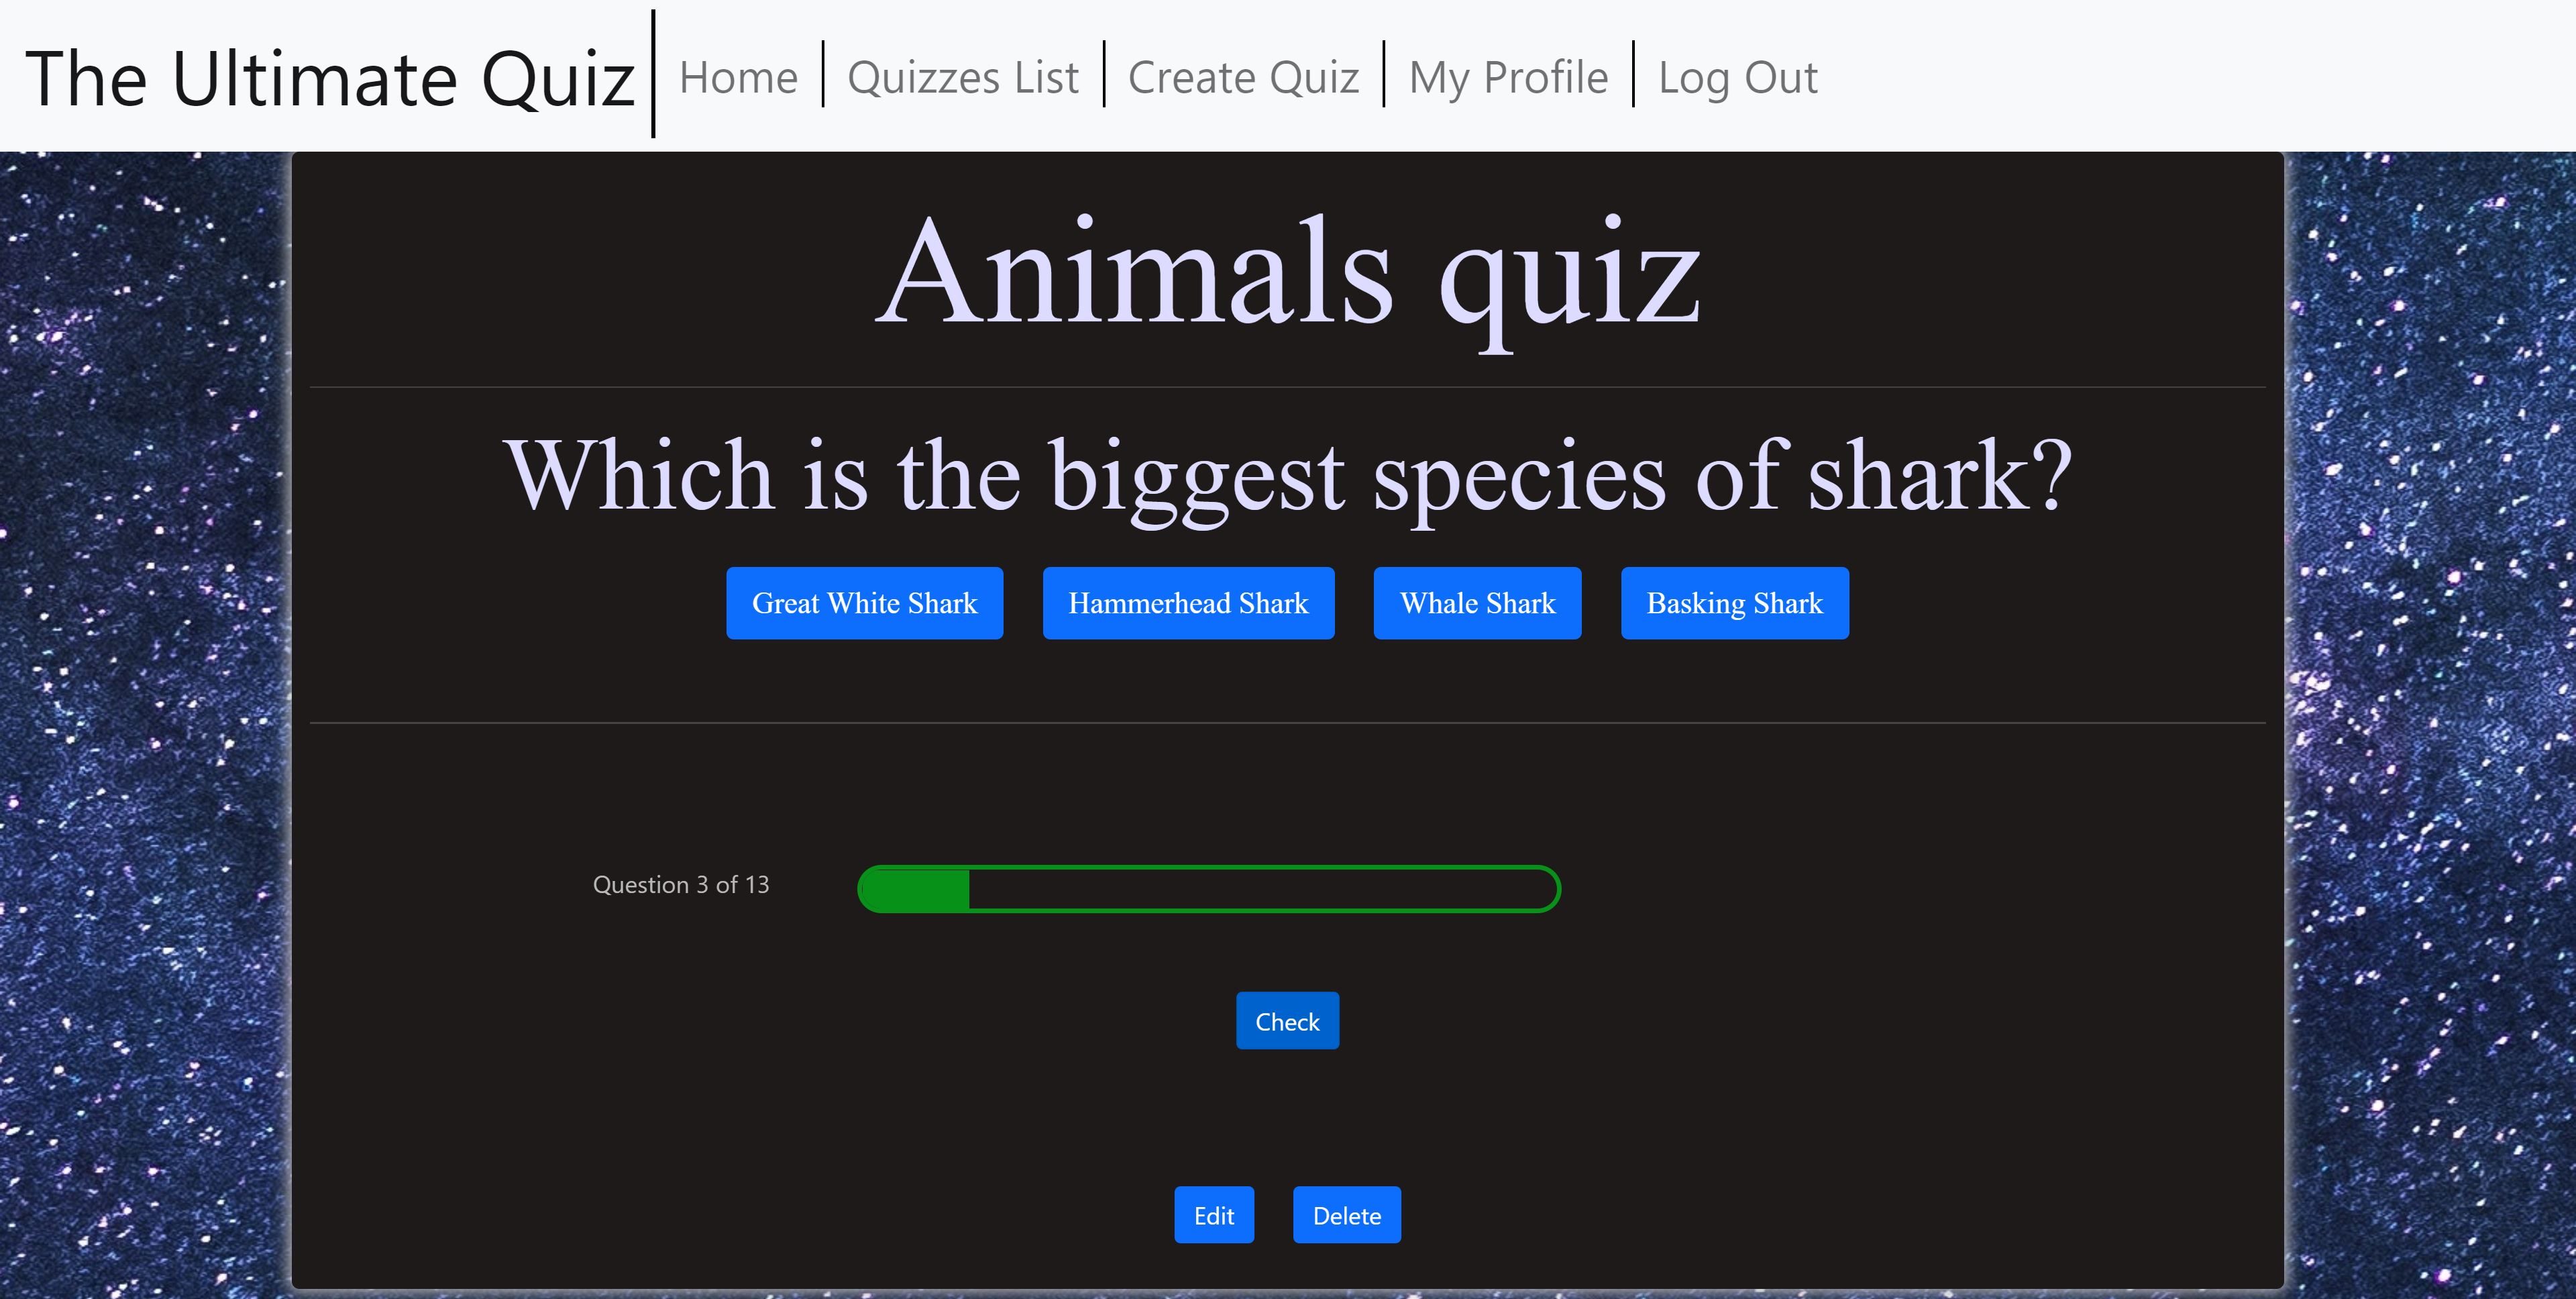 The Ultimate Quiz Home Quizzes List Create Quiz My Profile Log Out
Animals quiz
Which is the biggest species of shark?
Great White Shark Hammerhead Shark Whale Shark Basking Shark
Question 3 of 13
Check
Edit Delete